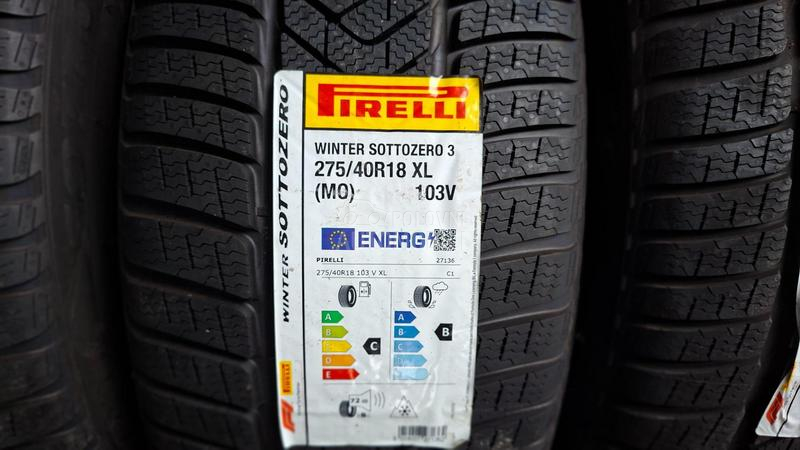 PIRELLI
WINTER SOTTOZERO
WINTER SOTTOZERO 3
275/40R18 XL
(MO) 103V
ENERG
PIRELLI 27136
275/40R18 103 V XL C1
A A
B B B
C C
D
E
72